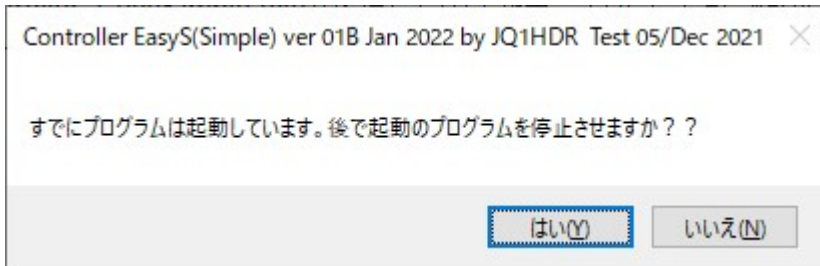 Controller EasyS(Simple) ver 01B Jan 2022 by JQ1HDR  Test 05/Dec 2021
すでにプログラムは起動しています。後で起動のプログラムを停止させますか？？
はい(Y)
いいえ(N)